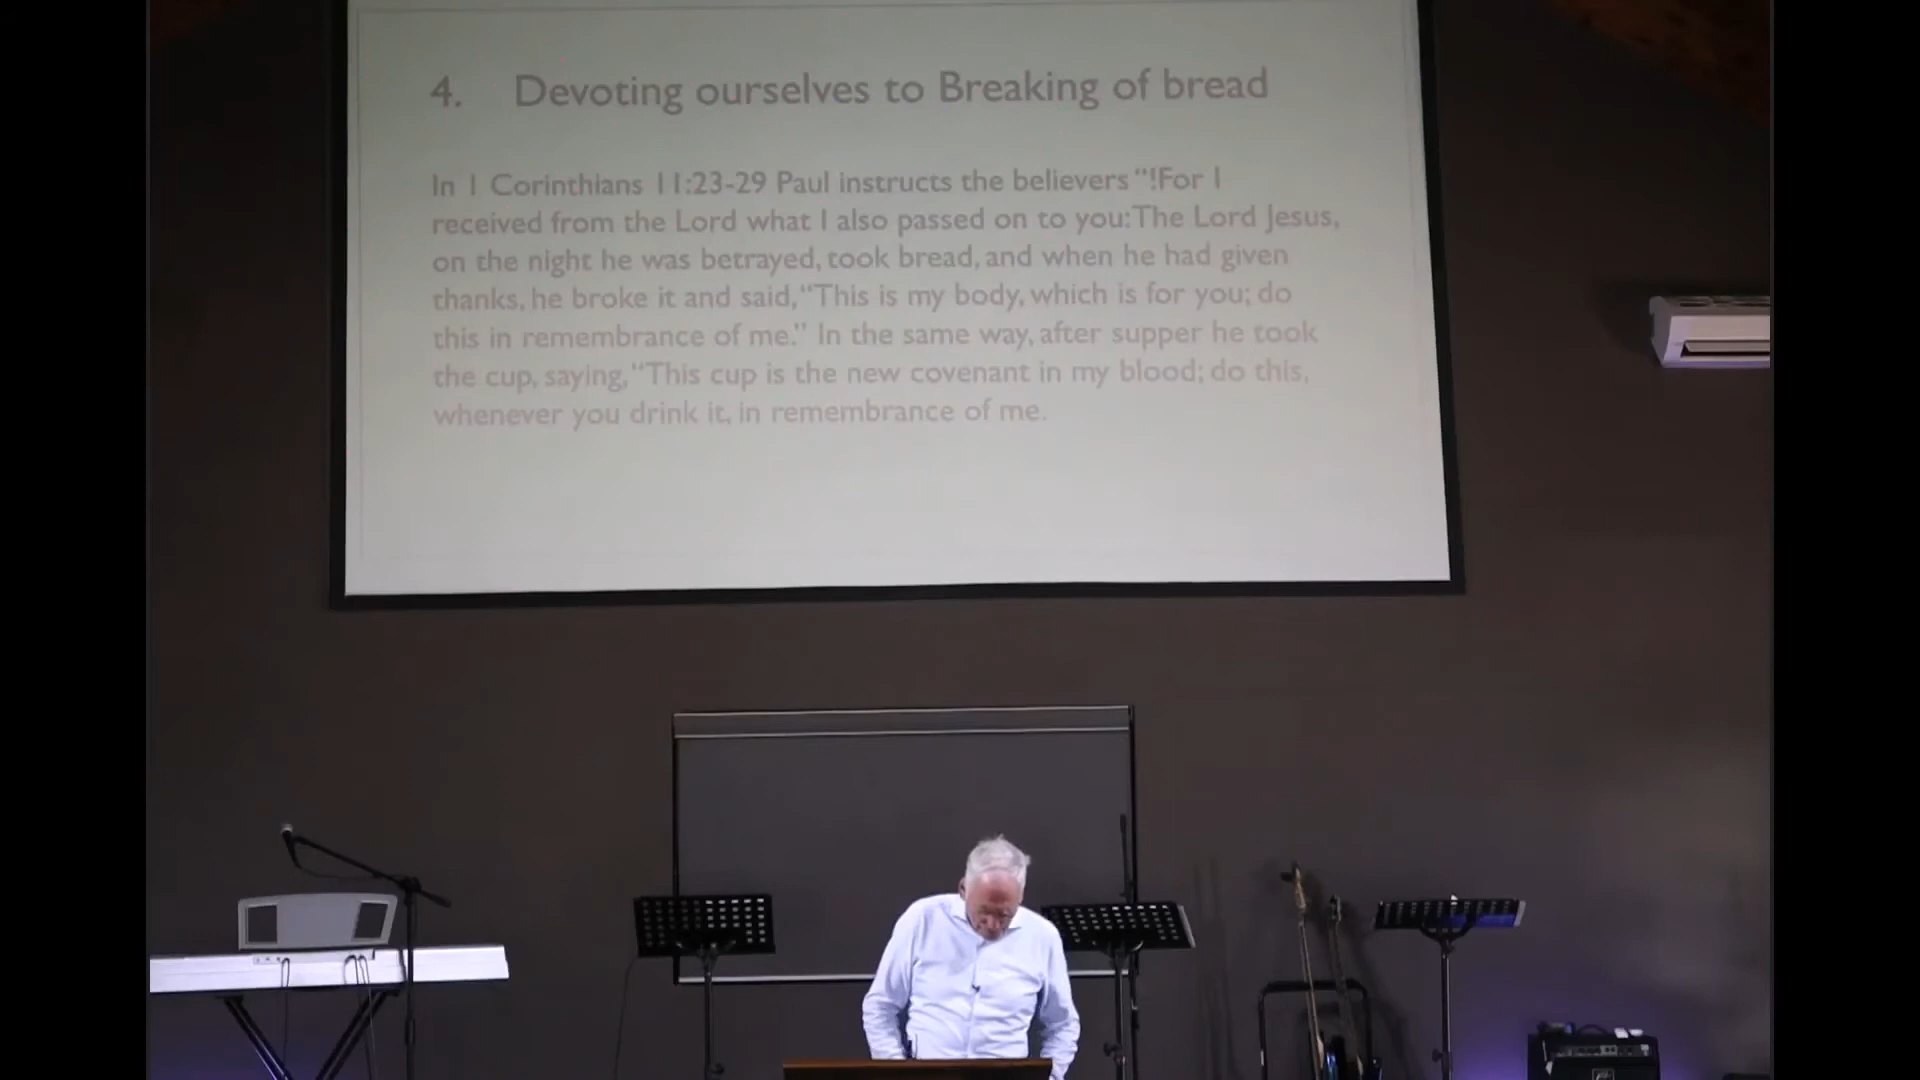 4. Devoting ourselves to Breaking of bread
In 1 Corinthians 11:23-29 Paul instructs the believers "!For I
received from the Lord what I also passed on to you: The Lord Jesus,
on the night he was betrayed, took bread, and when he had given
thanks, he broke it and said, "This is my body, which is for you; do
this in remembrance of me." In the same way, after supper he took
the cup, saying, "This cup is the new covenant in my blood; do this,
whenever you drink it, in remembrance of me.